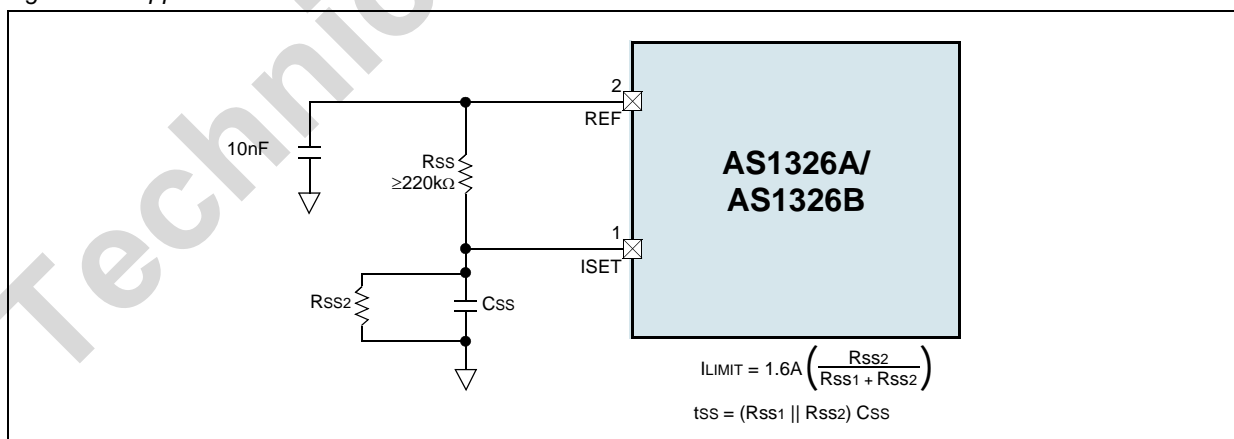 2
REF
10nF
RSS
≥220kΩ
AS1326A/
AS1326B
1
ISET
RSS2
CSS
ILIMIT = 1.6A(RSS2/RSS1 + RSS2)
tSS = (RSS1 || RSS2) CSS
Technic